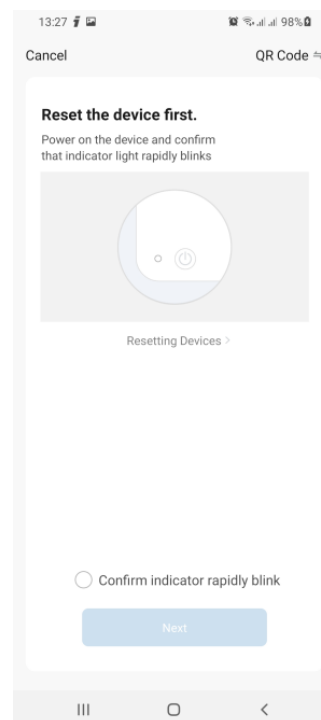 13:27 98%
Cancel QR Code
Reset the device first.
Power on the device and confirm
that indicator light rapidly blinks
Resetting Devices >
Confirm indicator rapidly blink
Next